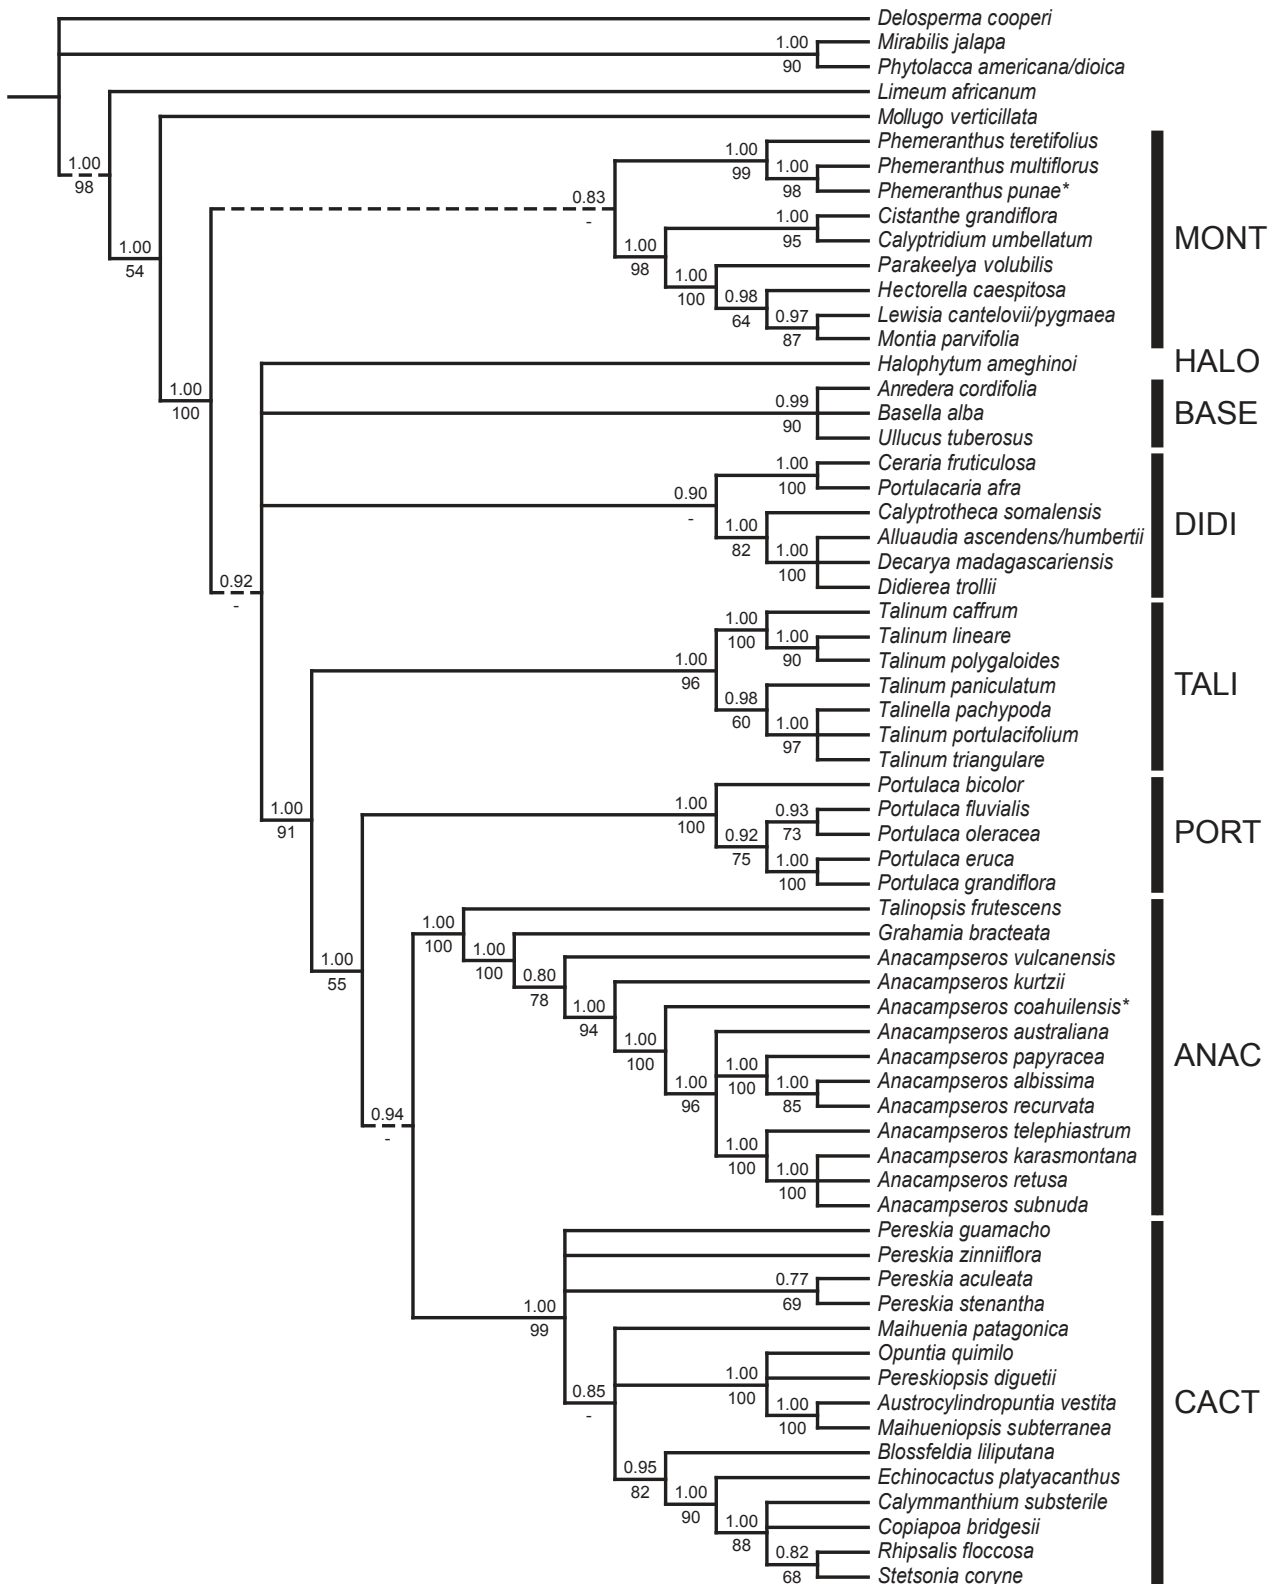 Delosperma cooperi
1.00 Mirabilis jalapa
90 Phytolacca americana/dioica
Limeum africanum
Mollugo verticillata
Phemeranthus teretifolius
1.00
99
1.00 Phemeranthus multiflorus
98 Phemeranthus punae*
1.00
98
0.83
-
1.00 Cistanthe grandiflora
95 Calyptridium umbellatum
MONT
1.00
54
1.00
98
Parakeelya volubilis
1.00
100
Hectorella caespitosa
0.98
64
0.97 Lewisia cantelovii/pygmaea
87 Montia parvifolia
Halophytum ameghinoi
HALO
1.00
100
Anredera cordifolia
0.99
90
Basella alba
Ullucus tuberosus
BASE
1.00 Ceraria fruticulosa
100 Portulacaria afra
0.90
-
Calyptrotheca somalensis
1.00
82
Alluaudia ascendens/humbertii
1.00
100
Decarya madagascariensis
Didierea trollii
DIDI
0.92
-
Talinum caffrum
1.00
100
1.00 Talinum lineare
90 Talinum polygaloides
1.00
96
Talinum paniculatum
0.98
60
Talinella pachypoda
1.00
97
Talinum portulacifolium
Talinum triangulare
TALI
1.00
91
Portulaca bicolor
1.00
100
0.93 Portulaca fluvialis
73 Portulaca oleracea
0.92
75
1.00 Portulaca eruca
100 Portulaca grandiflora
PORT
Talinopsis frutescens
1.00
100
Grahamia bracteata
1.00
100
Anacampseros vulcanensis
0.80
78
1.00
55
Anacampseros kurtzii
1.00
94
Anacampseros coahuilensis*
1.00
100
Anacampseros australiana
1.00
96
Anacampseros papyracea
1.00
100
1.00 Anacampseros albissima
85 Anacampseros recurvata
Anacampseros telephiastrum
1.00
100
Anacampseros karasmontana
1.00
100
Anacampseros retusa
Anacampseros subnuda
ANAC
0.94
-
Pereskia guamacho
Pereskia zinniiflora
0.77 Pereskia aculeata
69 Pereskia stenantha
1.00
99
Maihuenia patagonica
Opuntia quimilo
1.00
100
Pereskiopsis diguetii
0.85
-
1.00 Austrocylindropuntia vestita
100 Maihueniopsis subterranea
Blossfeldia liliputana
0.95
82
Echinocactus platyacanthus
1.00
90
Calymmanthium substerile
1.00
88
Copiapoa bridgesii
0.82 Rhipsalis floccosa
68 Stetsonia coryne
CACT